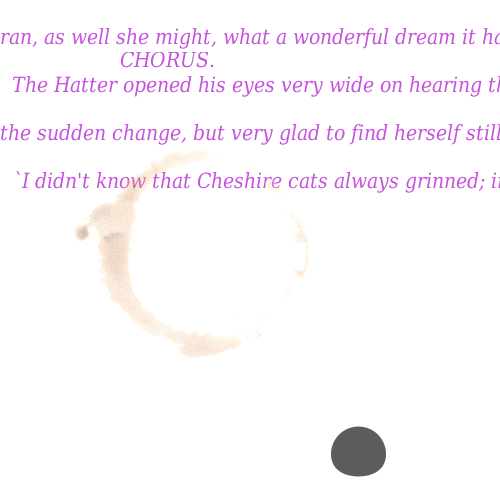 ran, as well she might, what a wonderful dream it ha
CHORUS.
The Hatter opened his eyes very wide on hearing th
the sudden change, but very glad to find herself still
`I didn't know that Cheshire cats always grinned; i